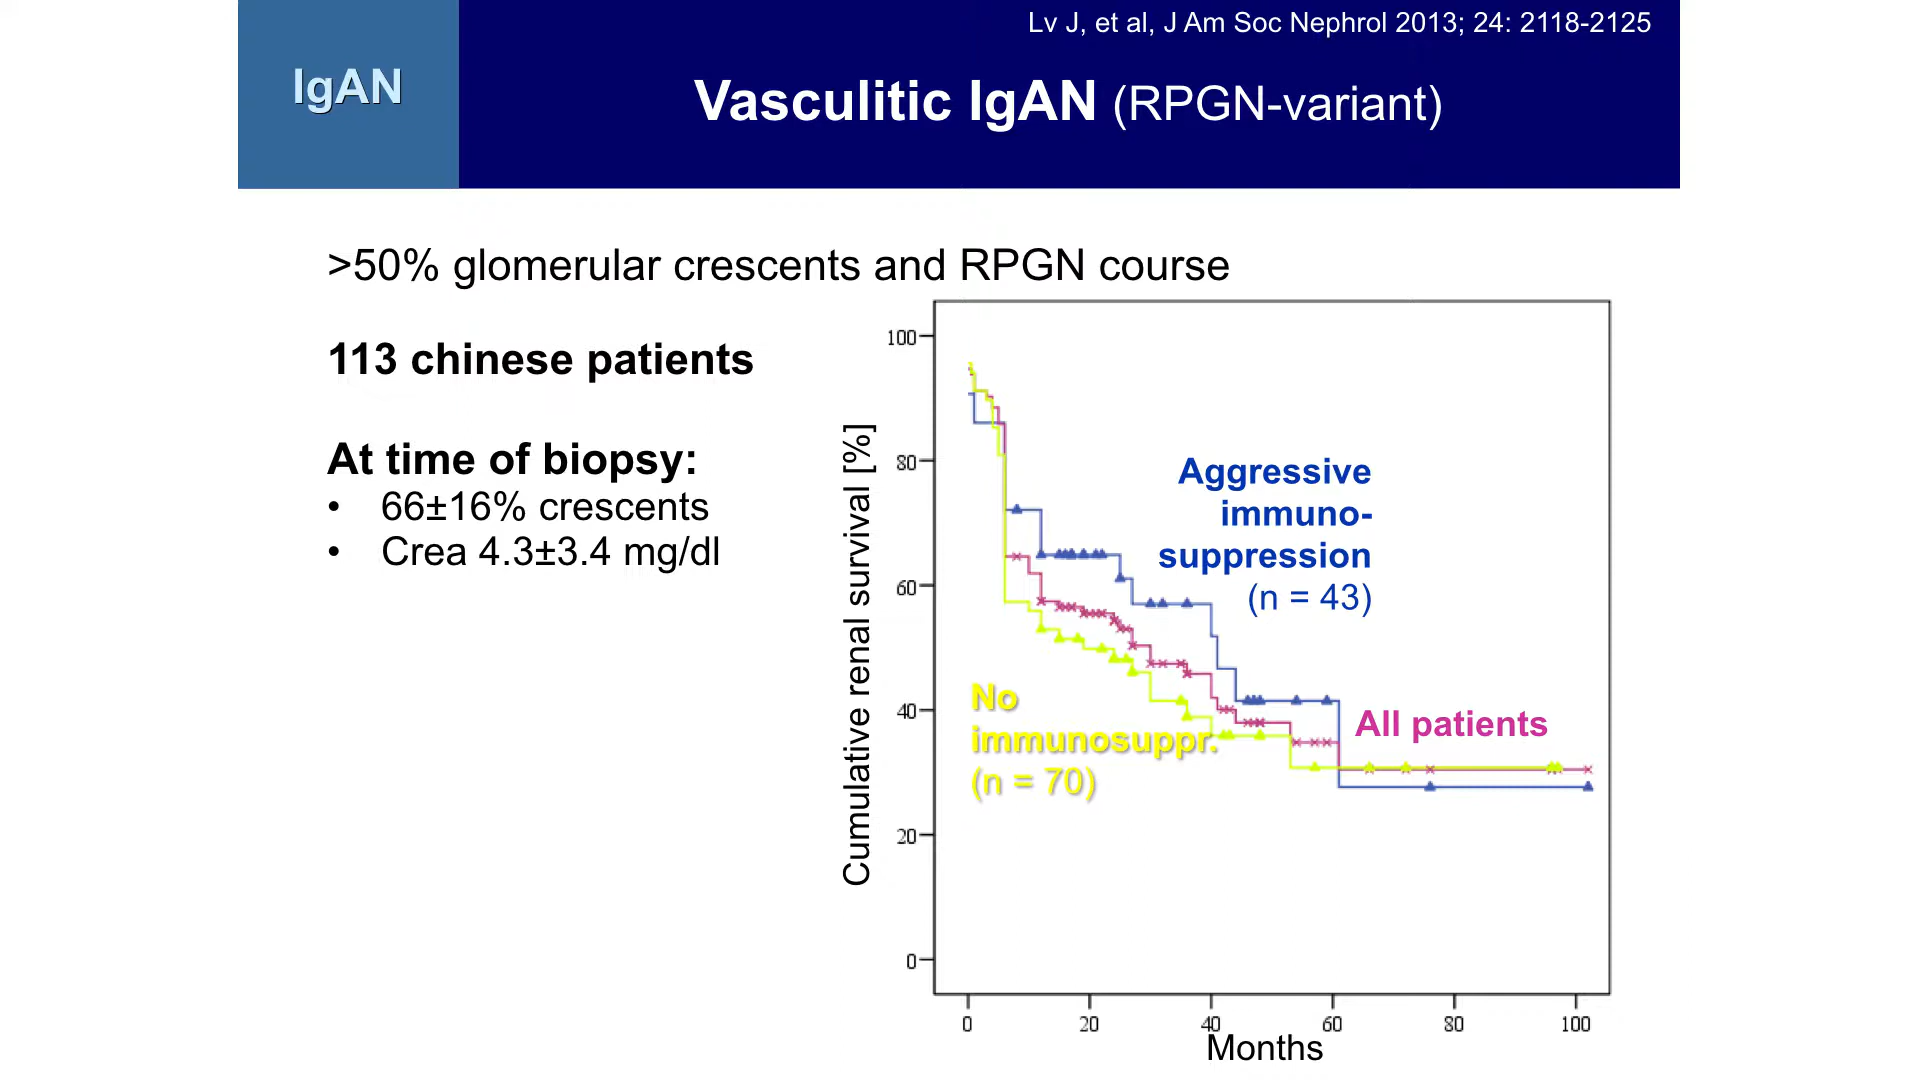 Lv J, et al, J Am Soc Nephrol 2013; 24: 2118-2125
IgAN
Vasculitic IgAN (RPGN-variant)
>50% glomerular crescents and RPGN course
113 chinese patients
At time of biopsy:
• 66±16% crescents
• Crea 4.3±3.4 mg/dl
Cumulative renal survival [%]
100
80
60
40
20
0
Aggressive
immuno-
suppression
(n = 43)
No
immunosuppr.
(n = 70)
All patients
0 20 40 60 80 100
Months